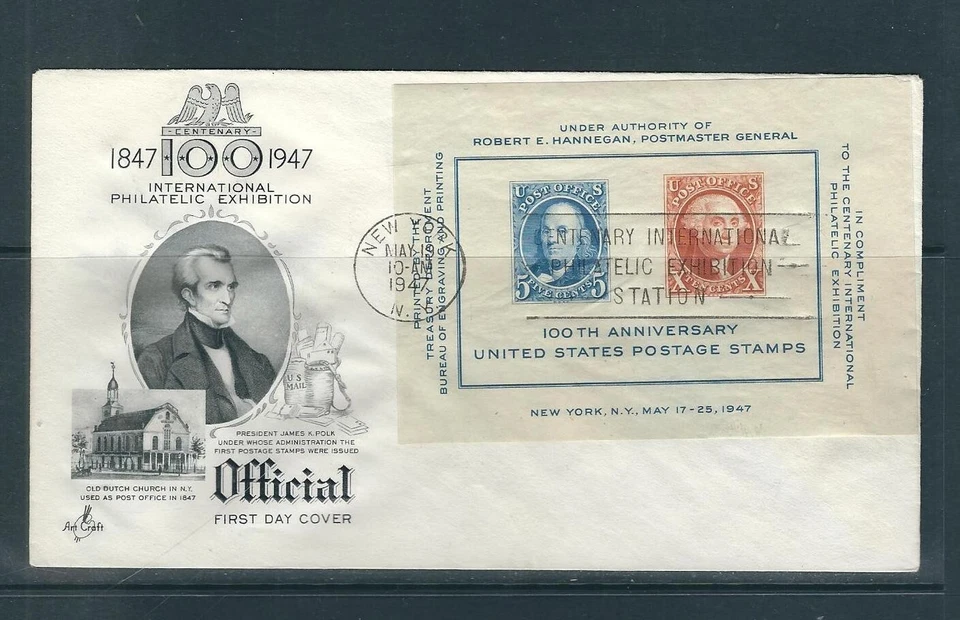 - CENTENARY -
1847 100 1947
INTERNATIONAL
PHILATELIC EXHIBITION
U S
MAIL
PRESIDENT JAMES K. POLK
UNDER WHOSE ADMINISTRATION THE
FIRST POSTAGE STAMPS WERE ISSUED
OLD DUTCH CHURCH IN N.Y.
USED AS POST OFFICE IN 1847
Official
FIRST DAY COVER
Art Craft
NEW YORK
MAY 19
10-AM
1947
N.Y.
UNDER AUTHORITY OF
ROBERT E. HANNEGAN, POSTMASTER GENERAL
PRINTED BY THE
TREASURY DEPARTMENT
BUREAU OF ENGRAVING AND PRINTING
U S
POST OFFICE
5 FIVE CENTS 5
U S
POST OFFICE
X TEN CENTS X
CENTENARY INTERNATIONAL
PHILATELIC EXHIBITION
STATION
100TH ANNIVERSARY
UNITED STATES POSTAGE STAMPS
IN COMPLIMENT
TO THE CENTENARY INTERNATIONAL
PHILATELIC EXHIBITION
NEW YORK, N.Y., MAY 17-25, 1947